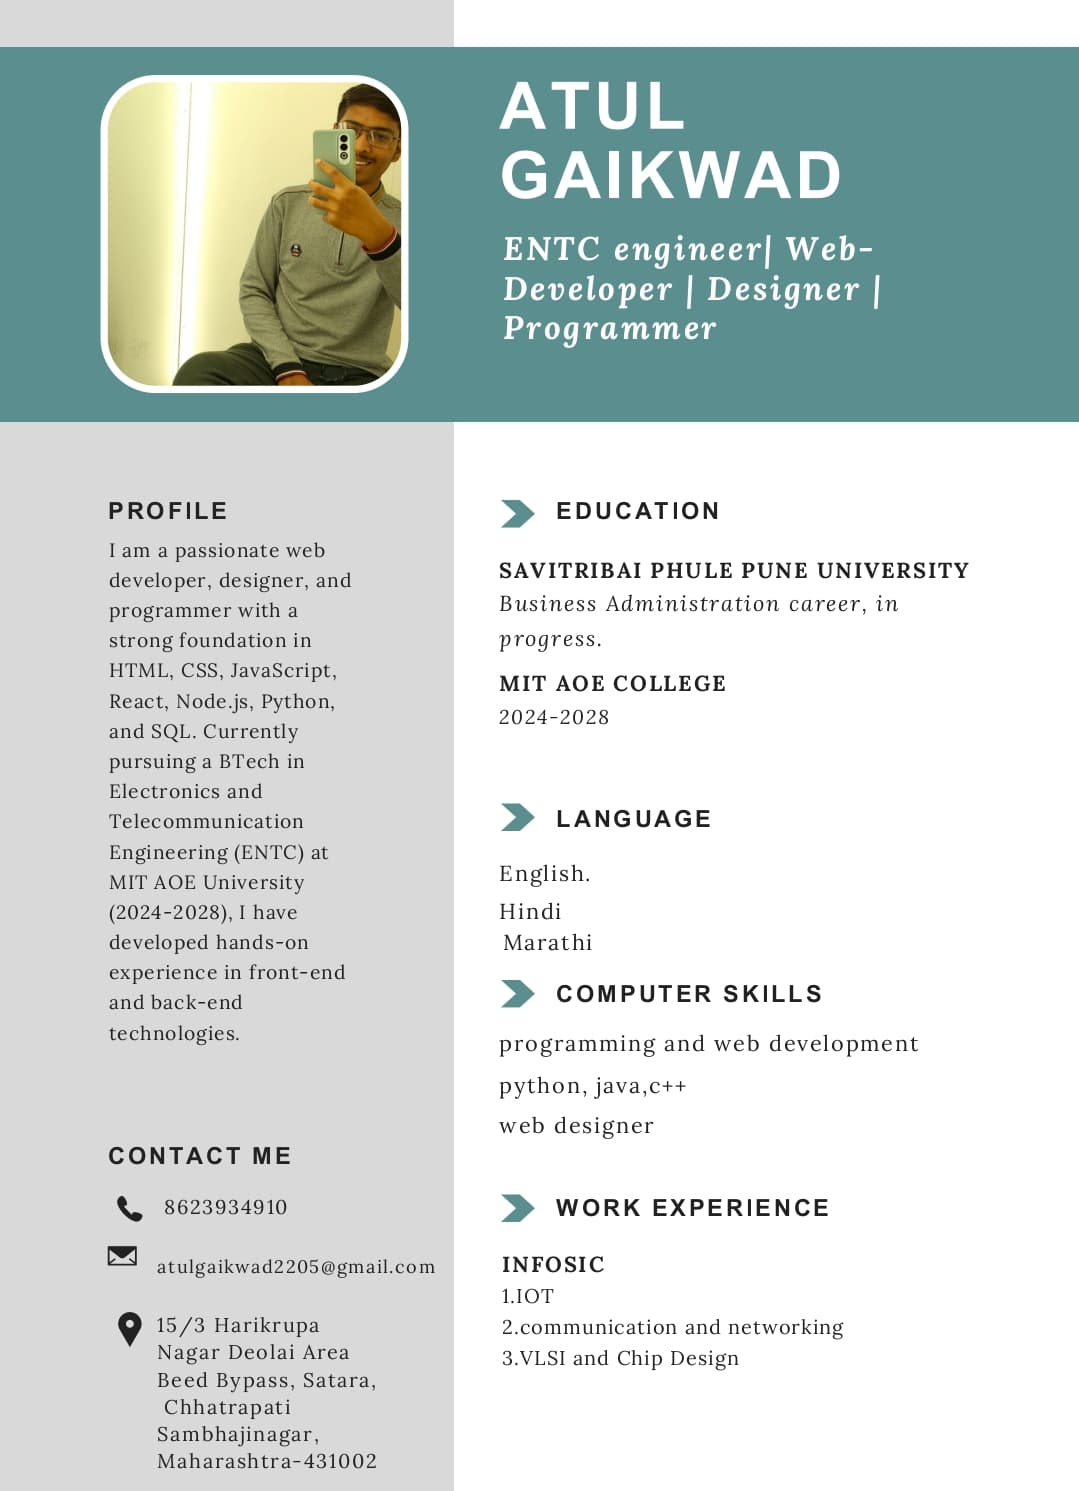 ATUL
GAIKWAD
ENTC engineer| Web-
Developer | Designer |
Programmer
PROFILE
I am a passionate web
developer, designer, and
programmer with a
strong foundation in
HTML, CSS, JavaScript,
React, Node.js, Python,
and SQL. Currently
pursuing a BTech in
Electronics and
Telecommunication
Engineering (ENTC) at
MIT AOE University
(2024-2028), I have
developed hands-on
experience in front-end
and back-end
technologies.
CONTACT ME
8623934910
atulgaikwad2205@gmail.com
15/3 Harikrupa
Nagar Deolai Area
Beed Bypass, Satara,
Chhatrapati
Sambhajinagar,
Maharashtra-431002
EDUCATION
SAVITRIBAI PHULE PUNE UNIVERSITY
Business Administration career, in
progress.
MIT AOE COLLEGE
2024-2028
LANGUAGE
English.
Hindi
Marathi
COMPUTER SKILLS
programming and web development
python, java,c++
web designer
WORK EXPERIENCE
INFOSIC
1.IOT
2.communication and networking
3.VLSI and Chip Design